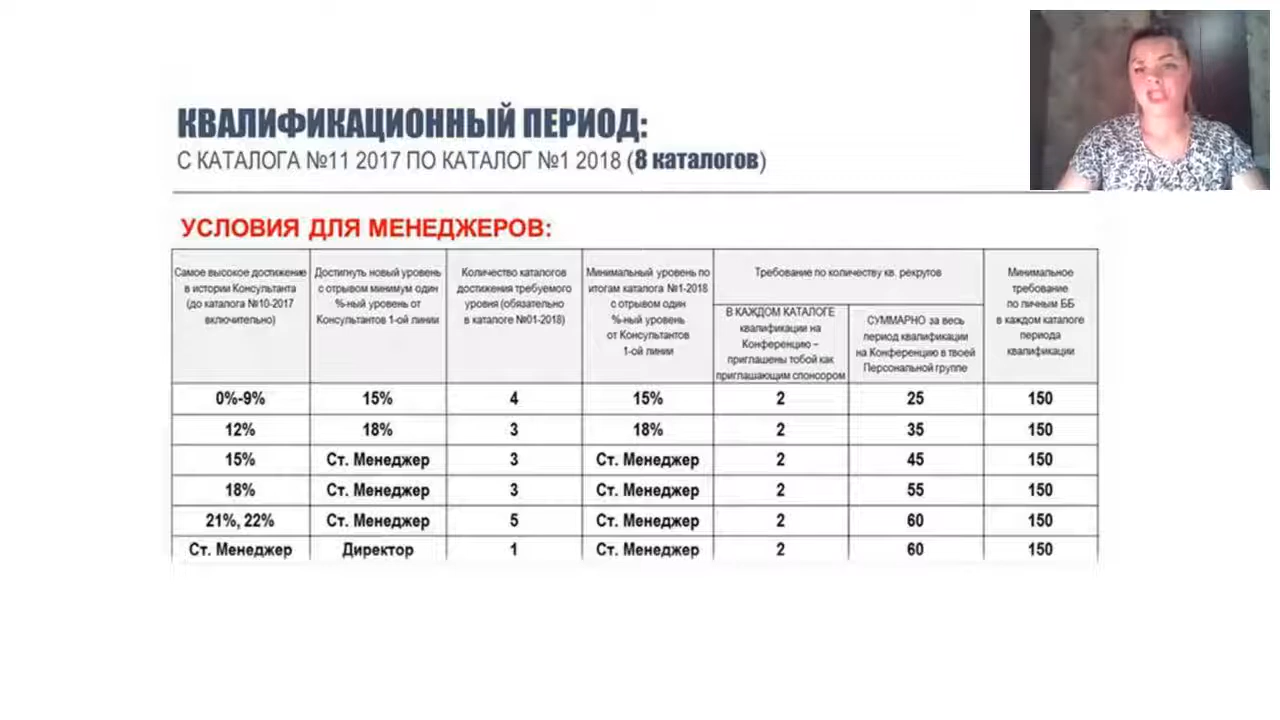 КВАЛИФИКАЦИОННЫЙ ПЕРИОД:
С КАТАЛОГА №11 2017 ПО КАТАЛОГ №1 2018 (8 каталогов)
УСЛОВИЯ ДЛЯ МЕНЕДЖЕРОВ:
Самое высокое достижение
в истории Консультанта
(до каталога №10-2017
включительно)
Достигнуть новый уровень
с отрывом минимум один
%-ный уровень от
Консультантов 1-ой линии
Количество каталогов
достижения требуемого
уровня (обязательно
в каталоге №01-2018)
Минимальный уровень по
итогам каталога №1-2018
с отрывом один
%-ный уровень
от Консультантов
1-ой линии
Требование по количеству кв. рекрутов
В КАЖДОМ КАТАЛОГЕ
квалификации на
Конференцию –
приглашены тобой как
приглашающим спонсором
СУММАРНО за весь
период квалификации
на Конференцию в твоей
Персональной группе
Минимальное
требование
по личным ББ
в каждом каталоге
периода
квалификации
0%-9% 15% 4 15% 2 25 150
12% 18% 3 18% 2 35 150
15% Ст. Менеджер 3 Ст. Менеджер 2 45 150
18% Ст. Менеджер 3 Ст. Менеджер 2 55 150
21%, 22% Ст. Менеджер 5 Ст. Менеджер 2 60 150
Ст. Менеджер Директор 1 Ст. Менеджер 2 60 150